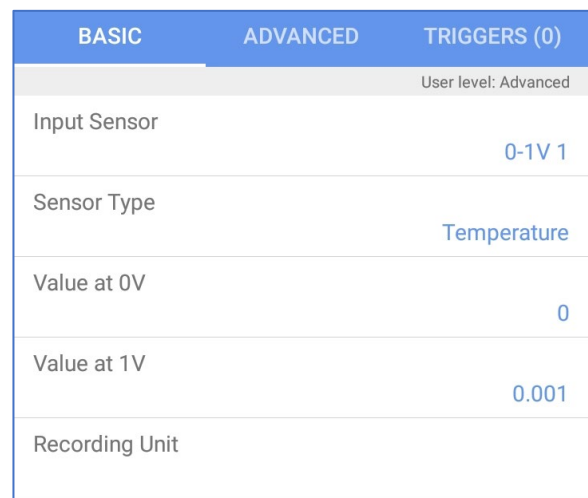 BASIC ADVANCED TRIGGERS (0)
User level: Advanced
Input Sensor
0-1V 1
Sensor Type
Temperature
Value at 0V
0
Value at 1V
0.001
Recording Unit